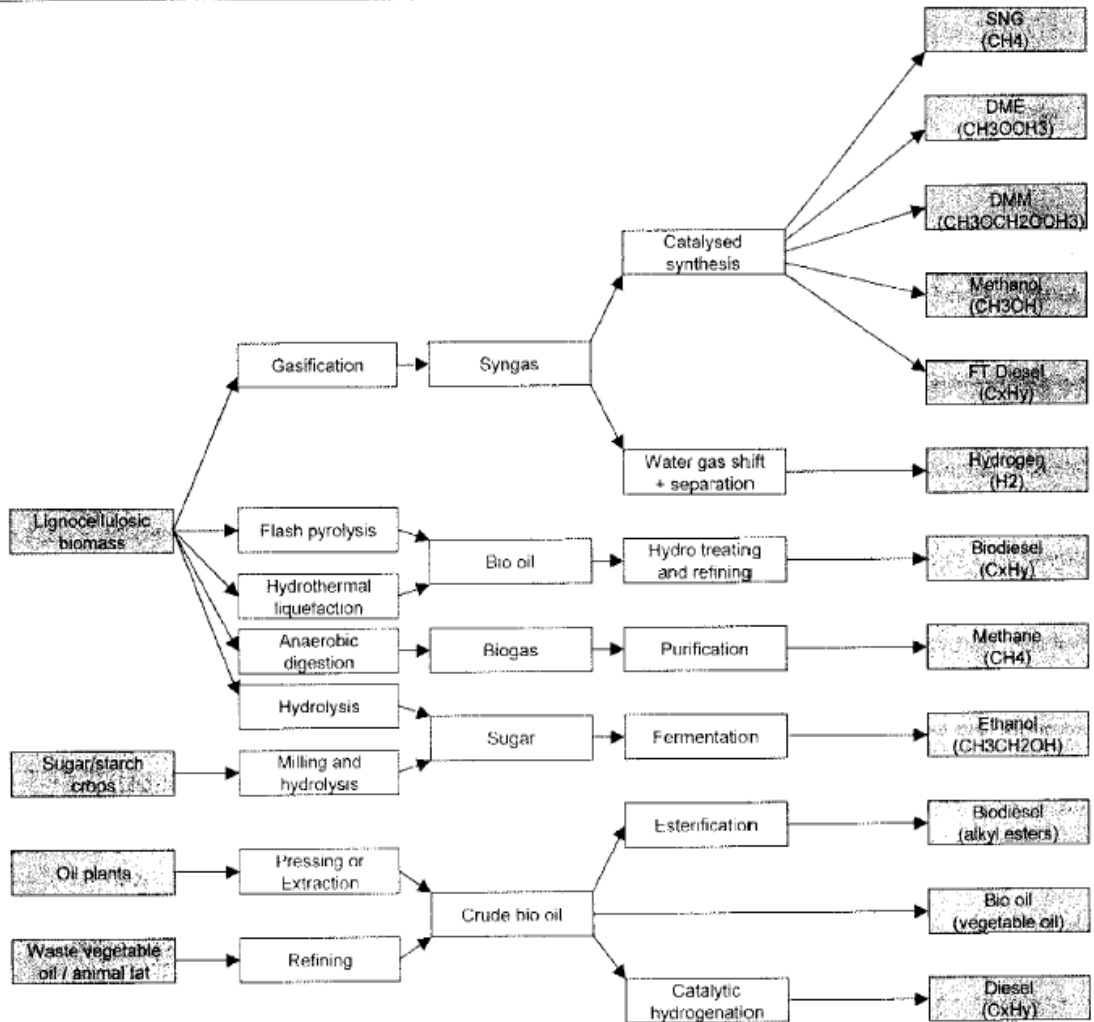 SNG
(CH4)
DME
(CH3OCH3)
DMM
(CH3OCH2OOH3)
Catalysed
synthesis
Methanol
(CH3OH)
Gasification
Syngas
FT Diesel
(CxHy)
Water gas shift
+ separation
Hydrogen
(H2)
Lignocellulosic
biomass
Flash pyrolysis
Bio oil
Hydro treating
and refining
Biodiesel
(CxHy)
Hydrothermal
liquefaction
Anaerobic
digestion
Biogas
Purification
Methane
(CH4)
Hydrolysis
Sugar
Fermentation
Ethanol
(CH3CH2OH)
Sugar/starch
crops
Milling and
hydrolysis
Esterification
Biodiesel
(alkyl esters)
Oil planta
Pressing or
Extraction
Crude bio oil
Bio oil
(vegetable oil)
Waste vegetable
oil / animal fat
Refining
Catalytic
hydrogenation
Diesel
(CxHy)